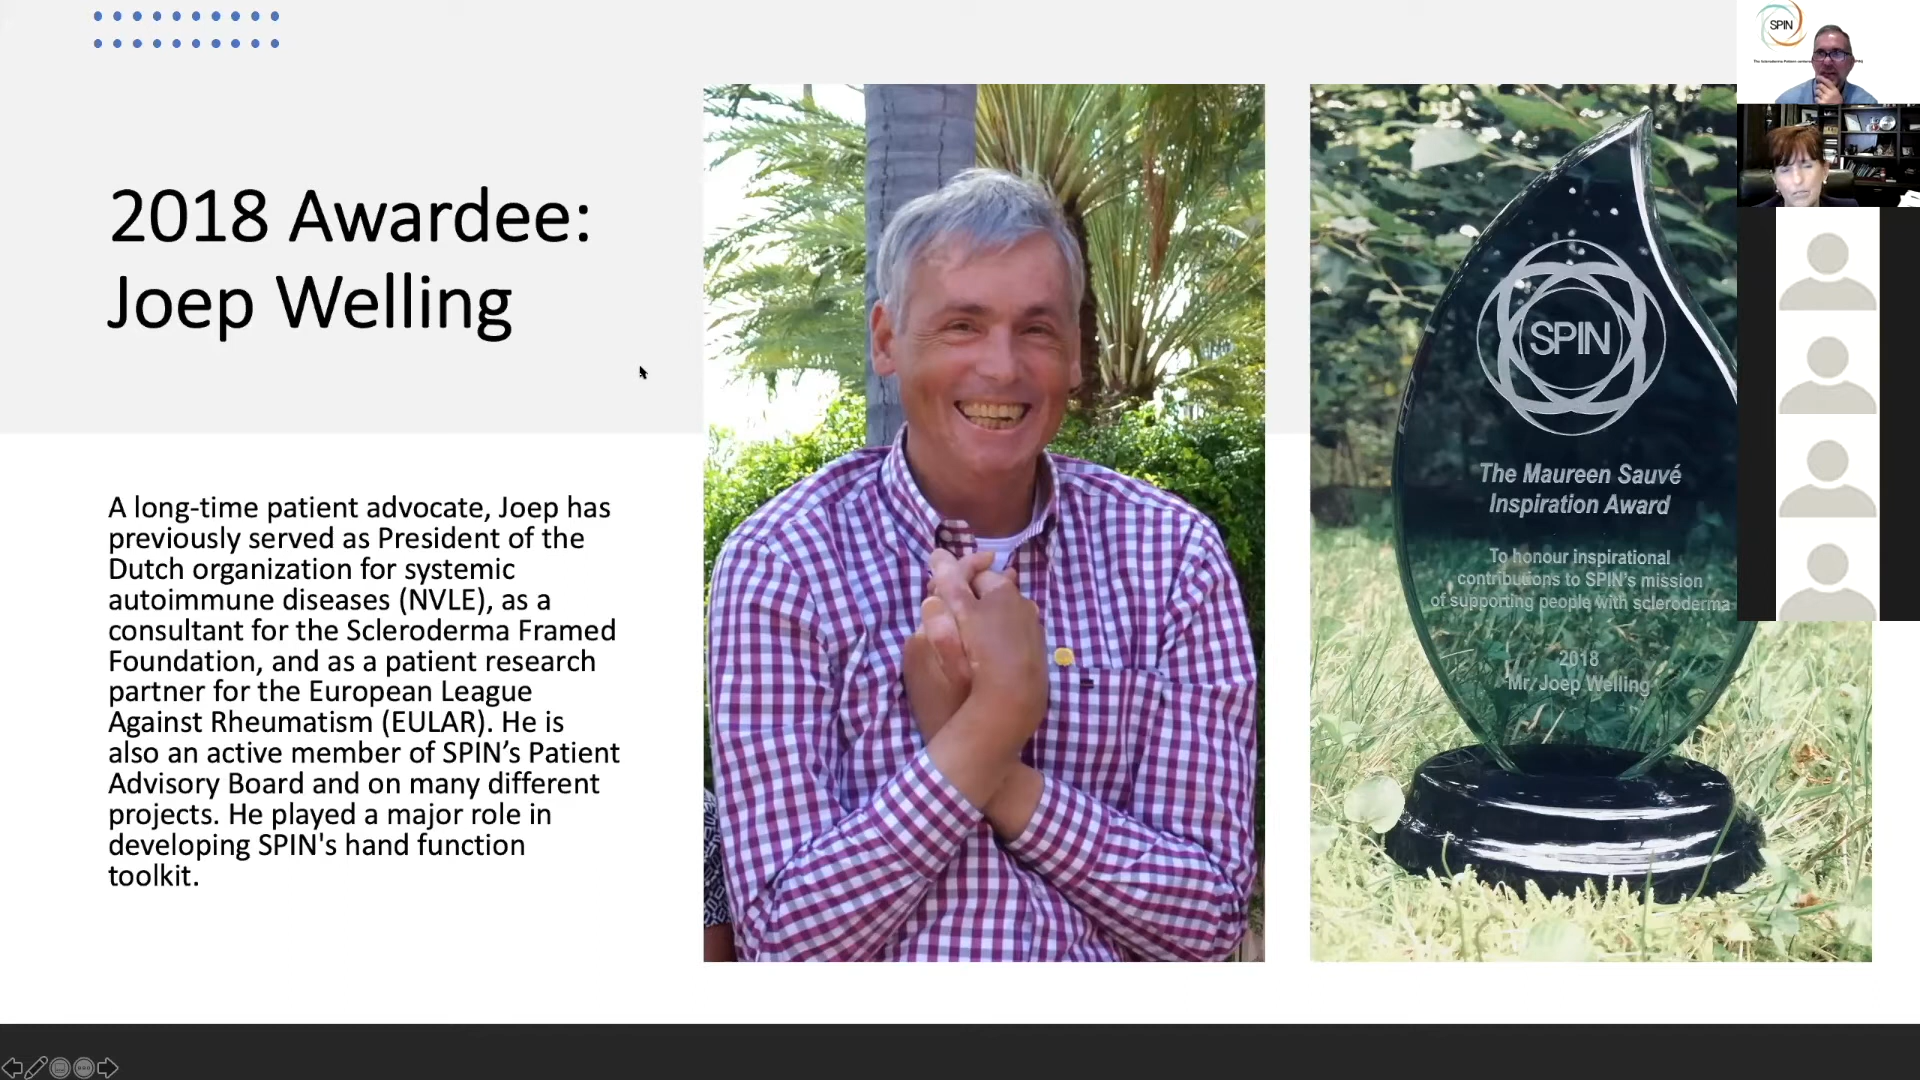 2018 Awardee:
Joep Welling
A long-time patient advocate, Joep has
previously served as President of the
Dutch organization for systemic
autoimmune diseases (NVLE), as a
consultant for the Scleroderma Framed
Foundation, and as a patient research
partner for the European League
Against Rheumatism (EULAR). He is
also an active member of SPIN’s Patient
Advisory Board and on many different
projects. He played a major role in
developing SPIN's hand function
toolkit.
SPIN
The Maureen Sauvé
Inspiration Award
To honour inspirational
contributions to SPIN's mission
of supporting people with scleroderma
2018
Mr. Joep Welling
SPIN